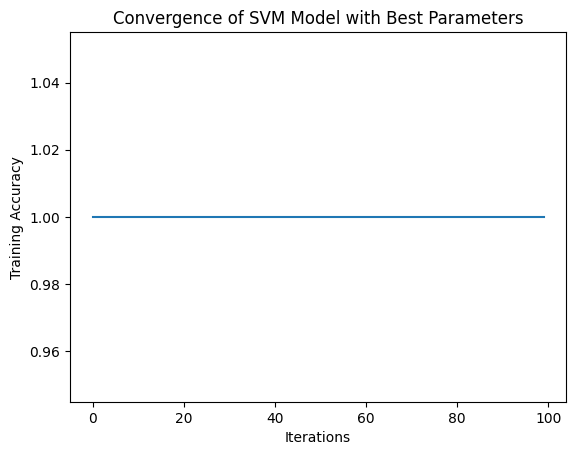 Convergence of SVM Model with Best Parameters
1.04
1.02
1.00
0.98
0.96
Training Accuracy
0 20 40 60 80 100
Iterations